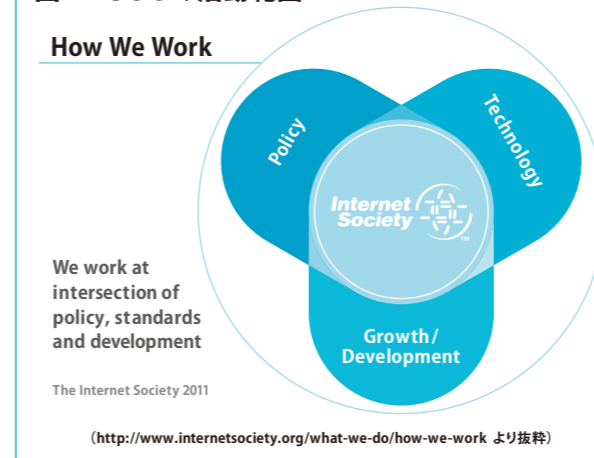 How We Work
Policy
Technology
Internet
Society
TM
We work at
intersection of
policy, standards
and development
Growth/
Development
The Internet Society 2011
(http://www.internetsociety.org/what-we-do/how-we-work より抜粋)